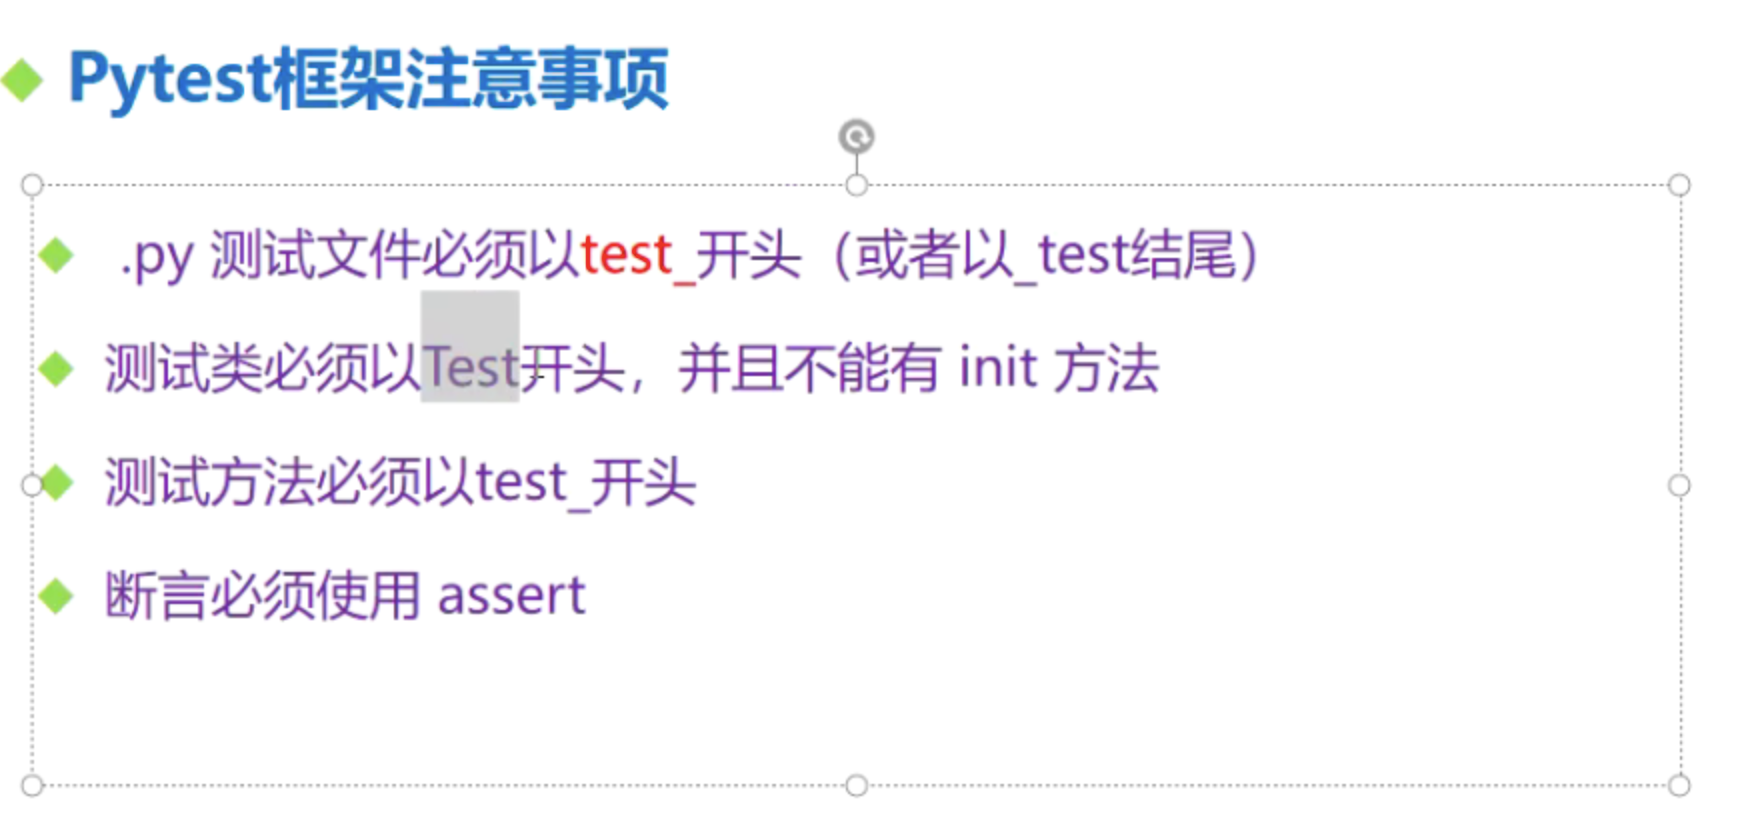 Pytest框架注意事项
.py 测试文件必须以test_开头（或者以_test结尾）
测试类必须以Test开头，并且不能有 init 方法
测试方法必须以test_开头
断言必须使用 assert